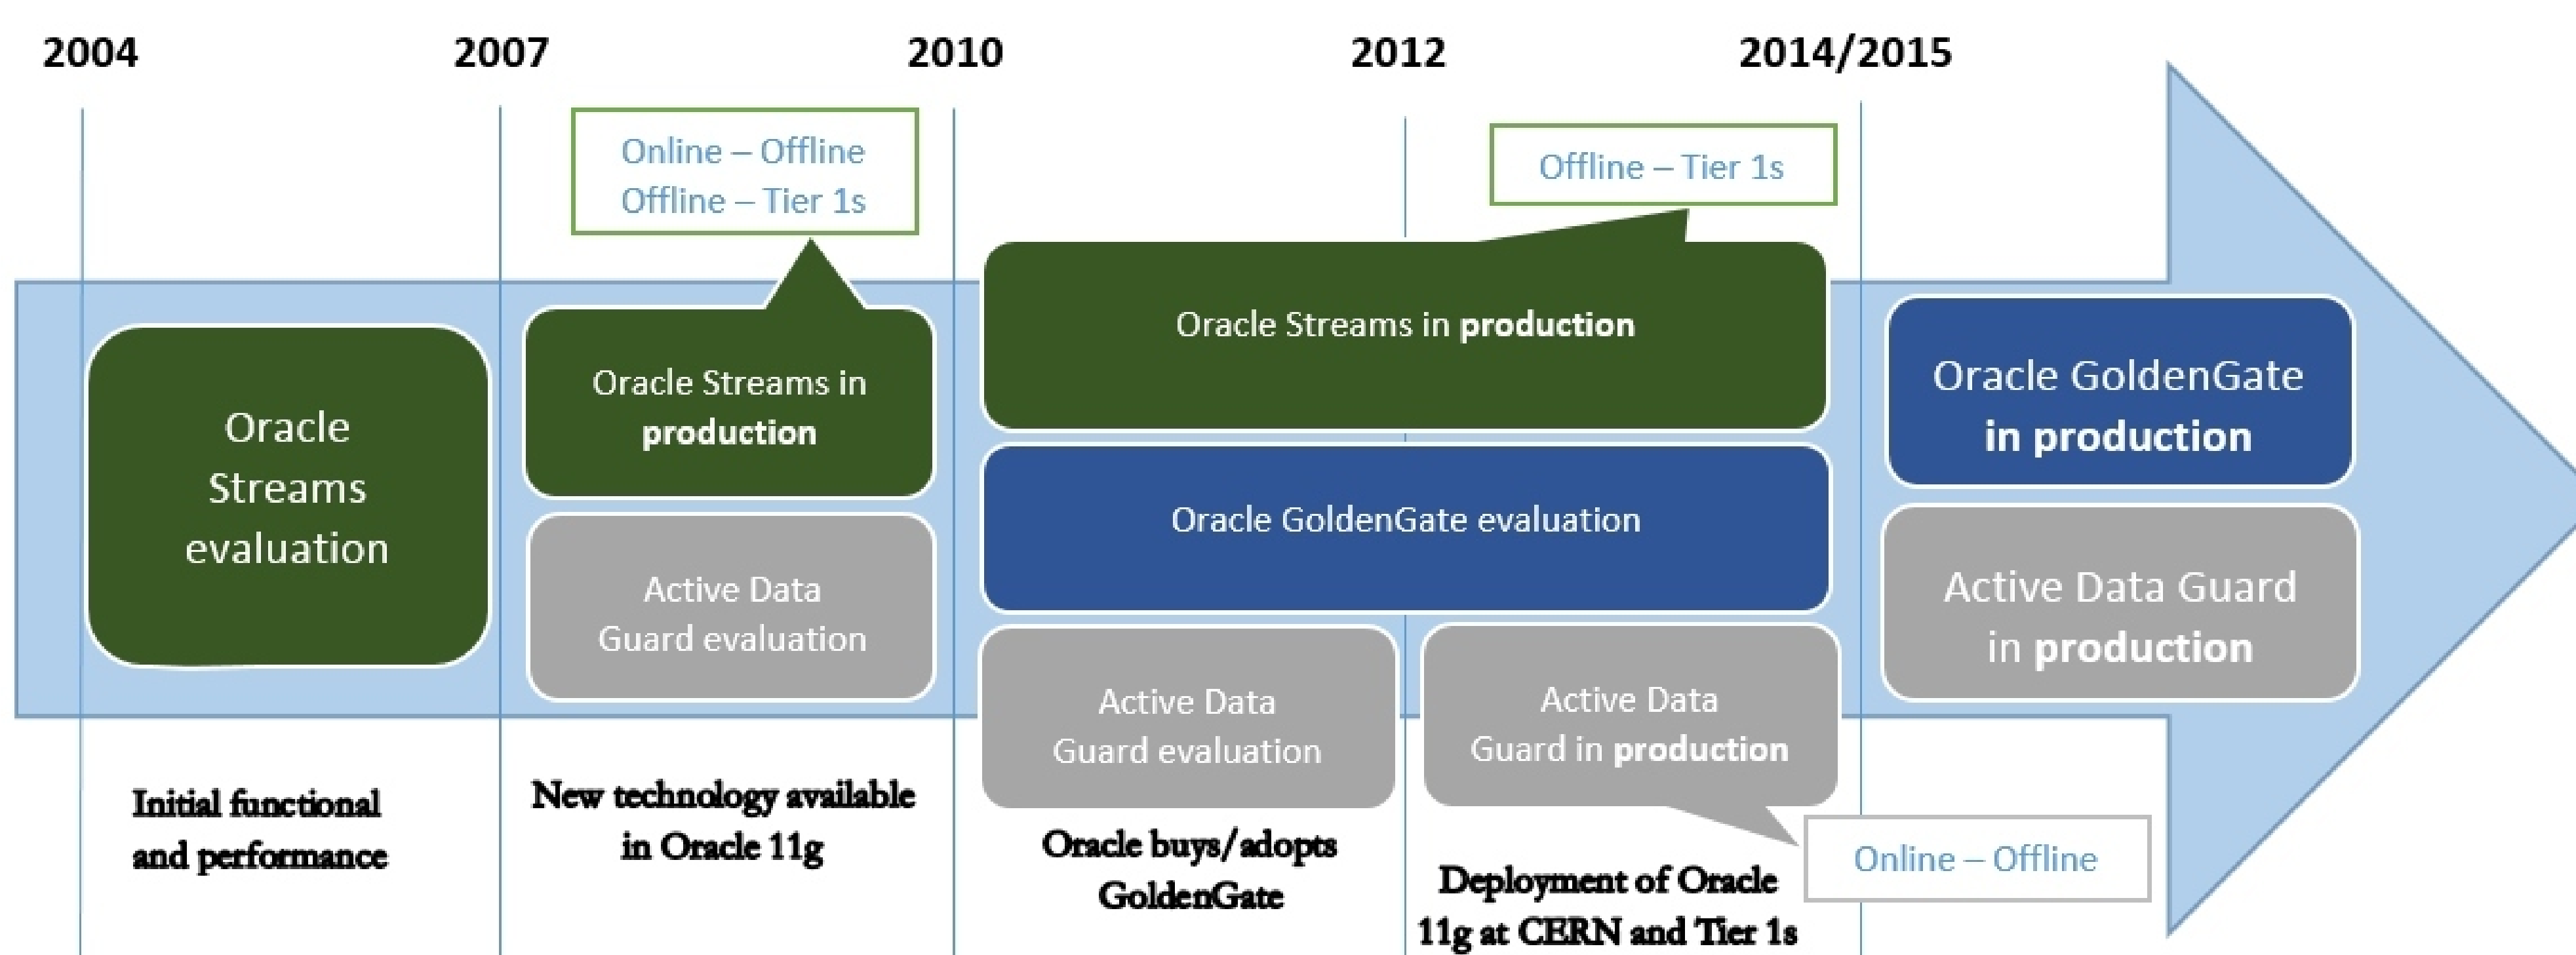 2004
2007
2010
2012
2014/2015
Online – Offline
Offline – Tier 1s
Offline – Tier 1s
Oracle
Streams
evaluation
Oracle Streams in
production
Active Data
Guard evaluation
Oracle Streams in production
Oracle GoldenGate evaluation
Active Data
Guard evaluation
Active Data
Guard in production
Oracle GoldenGate
in production
Active Data Guard
in production
Online – Offline
Initial functional
and performance
New technology available
in Oracle 11g
Oracle buys/adopts
GoldenGate
Deployment of Oracle
11g at CERN and Tier 1s